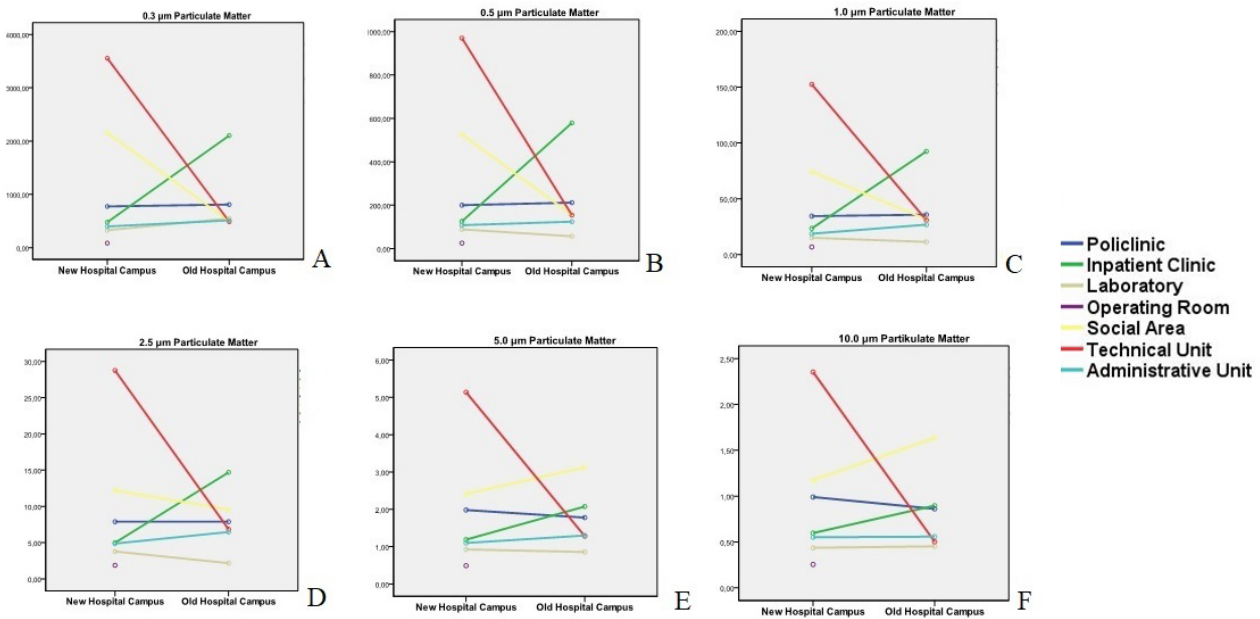 0.3 µm Particulate Matter
4000,00
3000,00
2000,00
1000,00
0,00
New Hospital Campus Old Hospital Campus
A
0.5 µm Particulate Matter
1000,00
800,00
600,00
400,00
200,00
0,00
New Hospital Campus Old Hospital Campus
B
1.0 µm Particulate Matter
200,00
150,00
100,00
50,00
0,00
New Hospital Campus Old Hospital Campus
C
Policlinic
Inpatient Clinic
Laboratory
Operating Room
Social Area
Technical Unit
Administrative Unit
2.5 µm Particulate Matter
30,00
25,00
20,00
15,00
10,00
5,00
0,00
New Hospital Campus Old Hospital Campus
D
5.0 µm Particulate Matter
6,00
5,00
4,00
3,00
2,00
1,00
0,00
New Hospital Campus Old Hospital Campus
E
10.0 µm Partikulate Matter
2,50
2,00
1,50
1,00
0,50
0,00
New Hospital Campus Old Hospital Campus
F